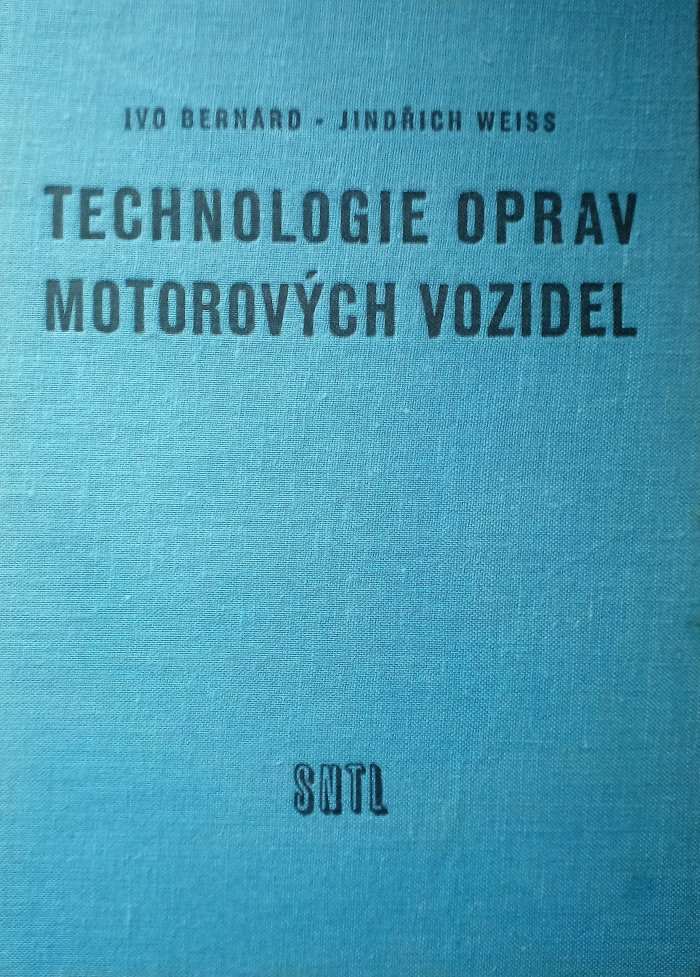 IVO BERNARD - JINDŘICH WEISS
TECHNOLOGIE OPRAV
MOTOROVÝCH VOZIDEL
SNTL